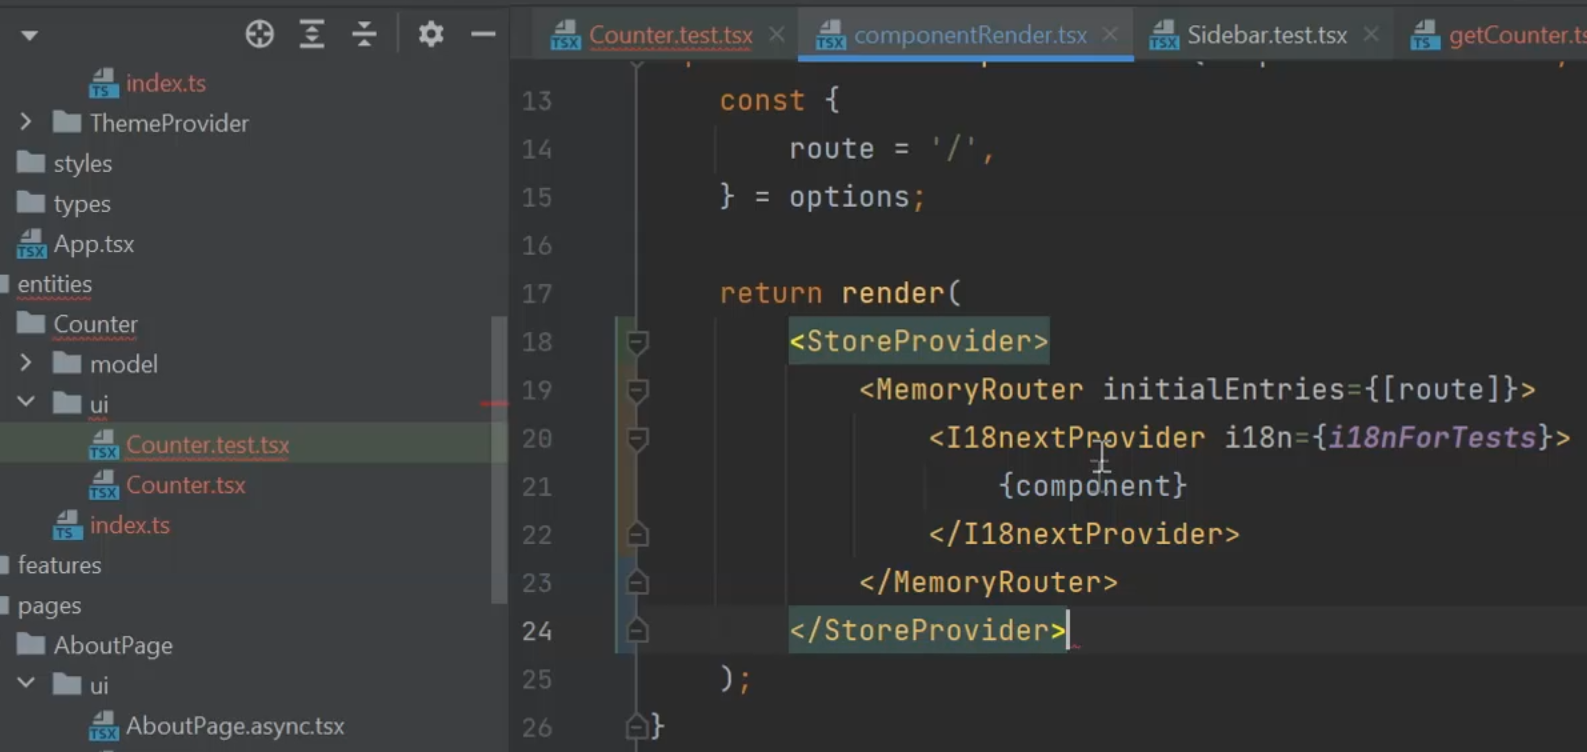 index.ts
ThemeProvider
styles
types
App.tsx
entities
Counter
model
ui
Counter.test.tsx
Counter.tsx
index.ts
features
pages
AboutPage
ui
AboutPage.async.tsx
Counter.test.tsx componentRender.tsx Sidebar.test.tsx getCounter.ts
13 const {
14 route = '/',
15 } = options;
16
17 return render(
18 <StoreProvider>
19 <MemoryRouter initialEntries={[route]}>
20 <I18nextProvider i18n={i18nForTests}>
21 {component}
22 </I18nextProvider>
23 </MemoryRouter>
24 </StoreProvider>
25 );
26 }